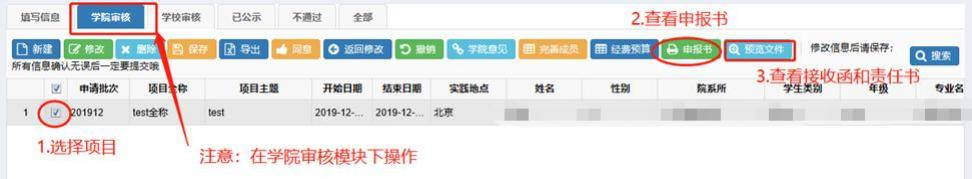 填写信息 学院审核 学校审核 已公示 不通过 全部
2.查看申报书
新建 修改 删除 保存 导出 同意 返回修改 撤销 学院意见 完善成员 经费预算 申报书 预览文件 修改信息后请保存： 搜索
所有信息确认无误后一定要提交哦
3.查看接收函和责任书
申请批次 项目全称 项目主题 开始日期 结束日期 实践地点 姓名 性别 院系所 学生类别 年级 专业名
1 201912 test全称 test 2019-12-... 2019-12-... 北京
1.选择项目
注意：在学院审核模块下操作